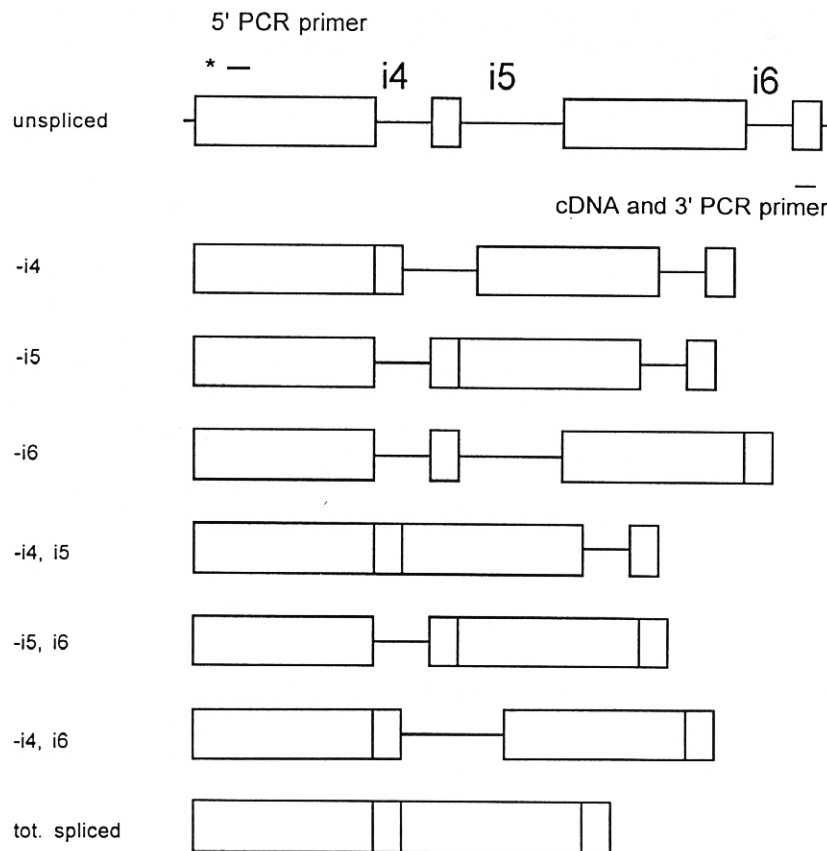 5' PCR primer
* 
i4 i5 i6
unspliced
cDNA and 3' PCR primer
-i4
-i5
-i6
-i4, i5
-i5, i6
-i4, i6
tot. spliced